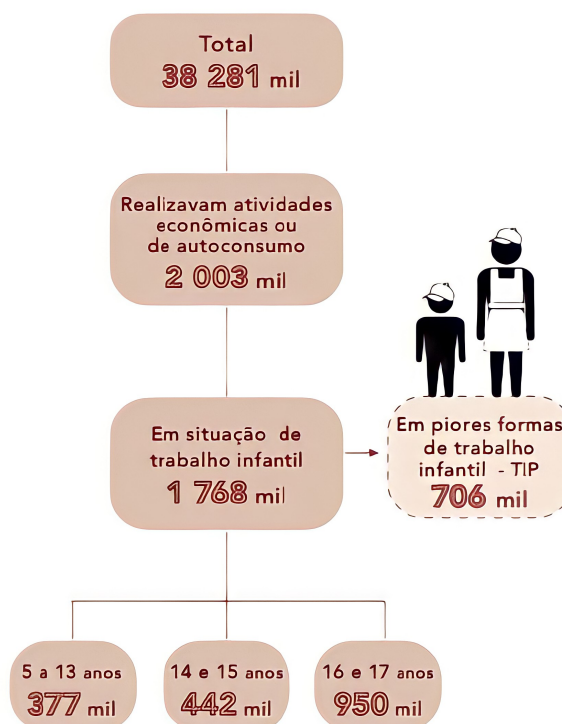 Total
38 281 mil
Realizavam atividades
econômicas ou
de autoconsumo
2 003 mil
Em situação de
trabalho infantil
1 768 mil
Em piores formas
de trabalho
infantil - TIP
706 mil
5 a 13 anos
377 mil
14 e 15 anos
442 mil
16 e 17 anos
950 mil